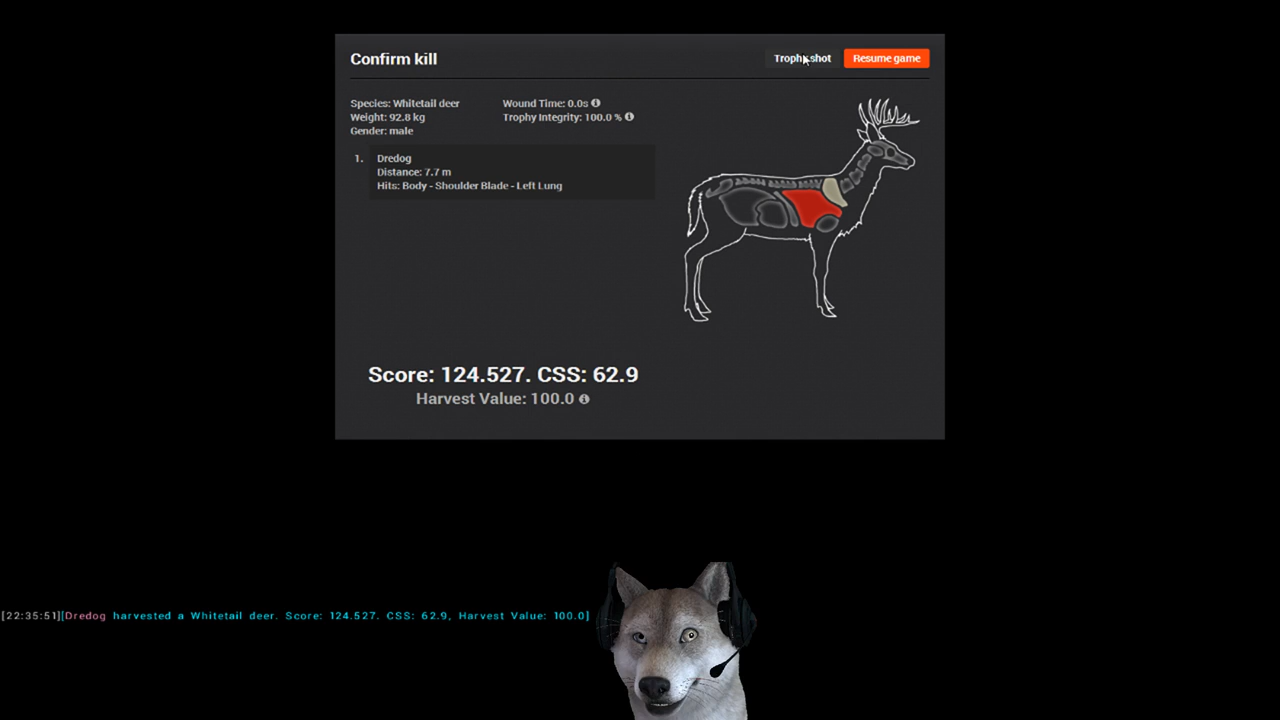 Confirm kill
Trophy shot
Resume game
Species: Whitetail deer
Wound Time: 0.0s
Weight: 92.8 kg
Trophy Integrity: 100.0 %
Gender: male
1.
Dredog
Distance: 7.7 m
Hits: Body - Shoulder Blade - Left Lung
Score: 124.527. CSS: 62.9
Harvest Value: 100.0
[22:35:51][Dredog harvested a Whitetail deer. Score: 124.527. CSS: 62.9, Harvest Value: 100.0]